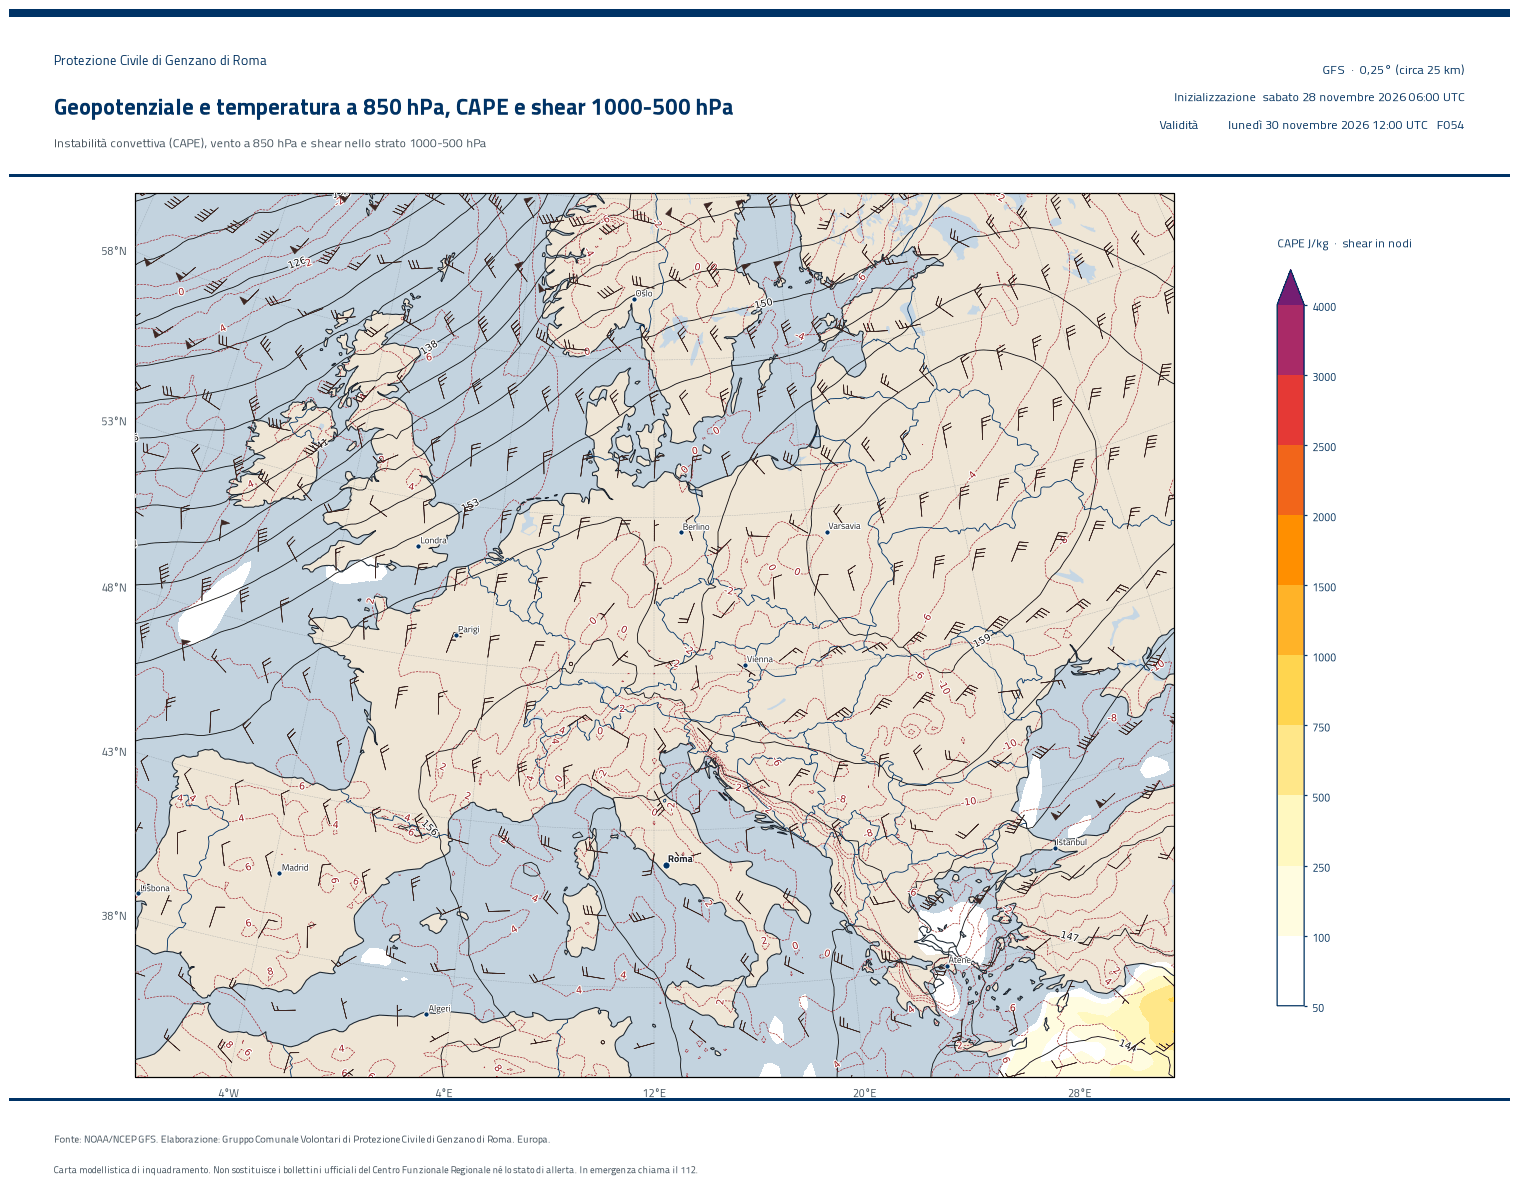 Protezione Civile di Genzano di Roma
Geopotenziale e temperatura a 850 hPa, CAPE e shear 1000-500 hPa
Instabilità convettiva (CAPE), vento a 850 hPa e shear nello strato 1000-500 hPa
GFS · 0,25° (circa 25 km)
Inizializzazione sabato 28 novembre 2026 06:00 UTC
Validità lunedì 30 novembre 2026 12:00 UTC F054
CAPE J/kg · shear in nodi
4000
3000
2500
2000
1500
1000
750
500
250
100
50
58°N
53°N
48°N
43°N
38°N
4°W
4°E
12°E
20°E
28°E
Oslo
Londra
Berlino
Varsavia
Parigi
Vienna
Madrid
Lisbona
Roma
Istanbul
Atene
Algeri
138
150
153
156
159
147
144
Fonte: NOAA/NCEP GFS. Elaborazione: Gruppo Comunale Volontari di Protezione Civile di Genzano di Roma. Europa.
Carta modellistica di inquadramento. Non sostituisce i bollettini ufficiali del Centro Funzionale Regionale né lo stato di allerta. In emergenza chiama il 112.